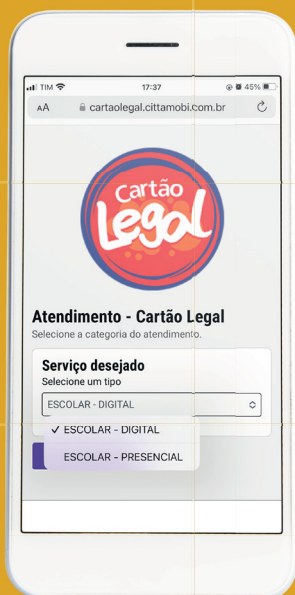 TIM 17:37 45%
AA cartaolegal.cittamobi.com.br
Cartão
Legal
Atendimento - Cartão Legal
Selecione a categoria do atendimento.
Serviço desejado
Selecione um tipo
ESCOLAR - DIGITAL
✓ ESCOLAR - DIGITAL
ESCOLAR - PRESENCIAL